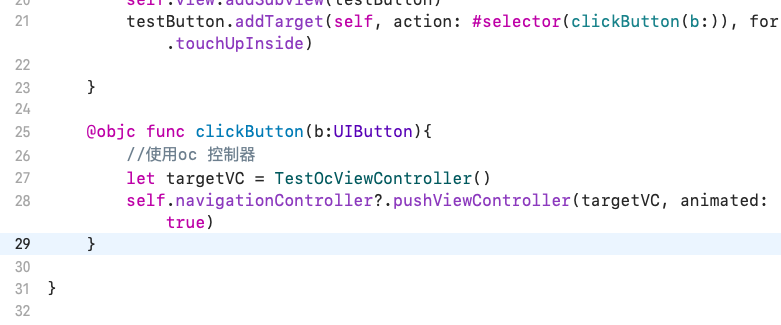 20 self.view.addSubview(testButton)
21 testButton.addTarget(self, action: #selector(clickButton(b:)), for
.touchUpInside)
22
23 }
24
25 @objc func clickButton(b:UIButton){
26 //使用oc 控制器
27 let targetVC = TestOcViewController()
28 self.navigationController?.pushViewController(targetVC, animated:
true)
29 }
30
31 }
32